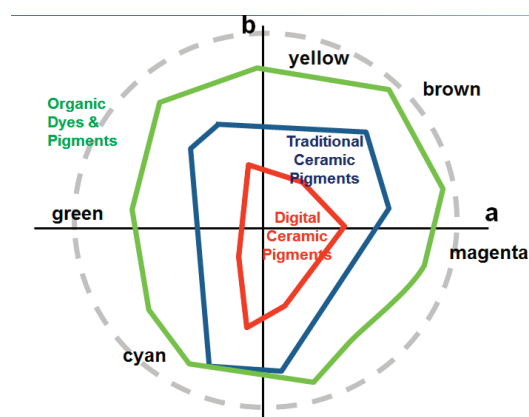 b
yellow
brown
Organic
Dyes &
Pigments
Traditional
Ceramic
Pigments
green
Digital
Ceramic
Pigments
a
magenta
cyan